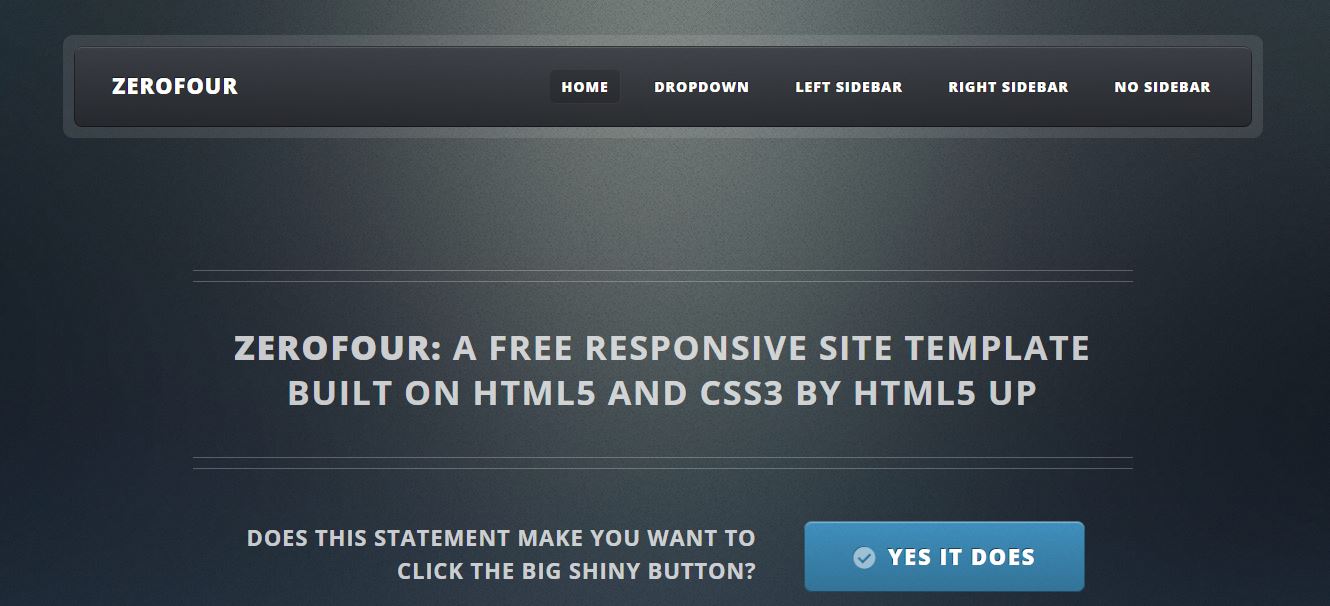 ZEROFOUR
HOME DROPDOWN LEFT SIDEBAR RIGHT SIDEBAR NO SIDEBAR
ZEROFOUR: A FREE RESPONSIVE SITE TEMPLATE
BUILT ON HTML5 AND CSS3 BY HTML5 UP
DOES THIS STATEMENT MAKE YOU WANT TO
CLICK THE BIG SHINY BUTTON?
YES IT DOES